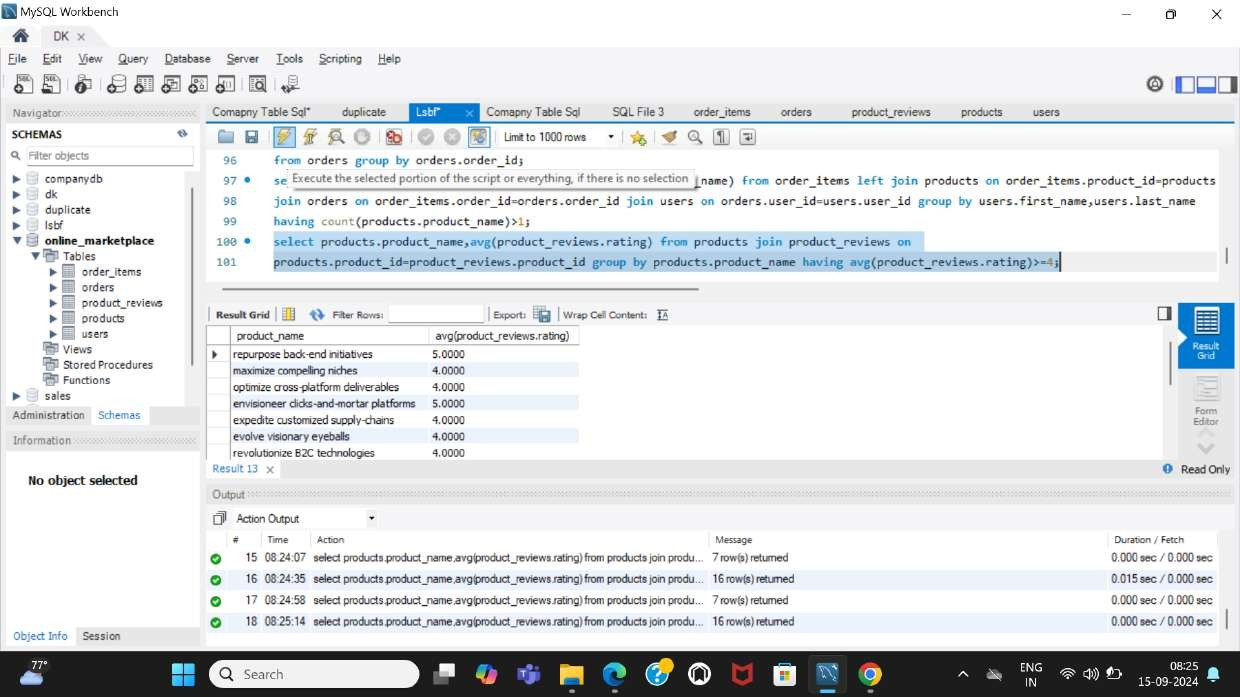 MySQL Workbench
DK
File Edit View Query Database Server Tools Scripting Help
Navigator
SCHEMAS
Filter objects
companydb
dk
duplicate
lsbf
online_marketplace
Tables
order_items
orders
product_reviews
products
users
Views
Stored Procedures
Functions
sales
Administration Schemas
Information
No object selected
Object Info Session
Comapny Table Sql* duplicate Lsbf* Comapny Table Sql SQL File 3 order_items orders product_reviews products users
Limit to 1000 rows
96 from orders group by orders.order_id;
Execute the selected portion of the script or everything, if there is no selection
97 se _name) from order_items left join products on order_items.product_id=products
98 join orders on order_items.order_id=orders.order_id join users on orders.user_id=users.user_id group by users.first_name,users.last_name
99 having count(products.product_name)>1;
100 select products.product_name,avg(product_reviews.rating) from products join product_reviews on
101 products.product_id=product_reviews.product_id group by products.product_name having avg(product_reviews.rating)>=4;
Result Grid Filter Rows: Export: Wrap Cell Content:
product_name avg(product_reviews.rating)
repurpose back-end initiatives 5.0000
maximize compelling niches 4.0000
optimize cross-platform deliverables 4.0000
envisioneer clicks-and-mortar platforms 5.0000
expedite customized supply-chains 4.0000
evolve visionary eyeballs 4.0000
revolutionize B2C technologies 4.0000
Result Grid
Form Editor
Result 13
Read Only
Output
Action Output
# Time Action Message Duration / Fetch
15 08:24:07 select products.product_name,avg(product_reviews.rating) from products join produ... 7 row(s) returned 0.000 sec / 0.000 sec
16 08:24:35 select products.product_name,avg(product_reviews.rating) from products join produ... 16 row(s) returned 0.015 sec / 0.000 sec
17 08:24:58 select products.product_name,avg(product_reviews.rating) from products join produ... 7 row(s) returned 0.000 sec / 0.000 sec
18 08:25:14 select products.product_name,avg(product_reviews.rating) from products join produ... 16 row(s) returned 0.000 sec / 0.000 sec
77°
Search
ENG
IN
08:25
15-09-2024